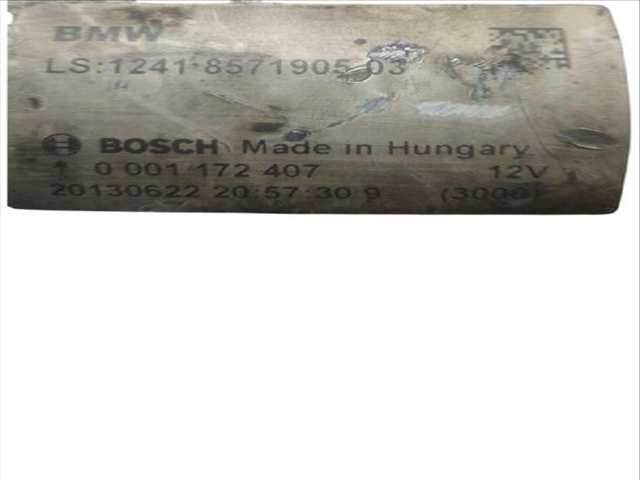 BMW
LS:1241 8571905 03
BOSCH Made in Hungary
↑ 0 001 172 407 12V
20130622 20:57:30 9